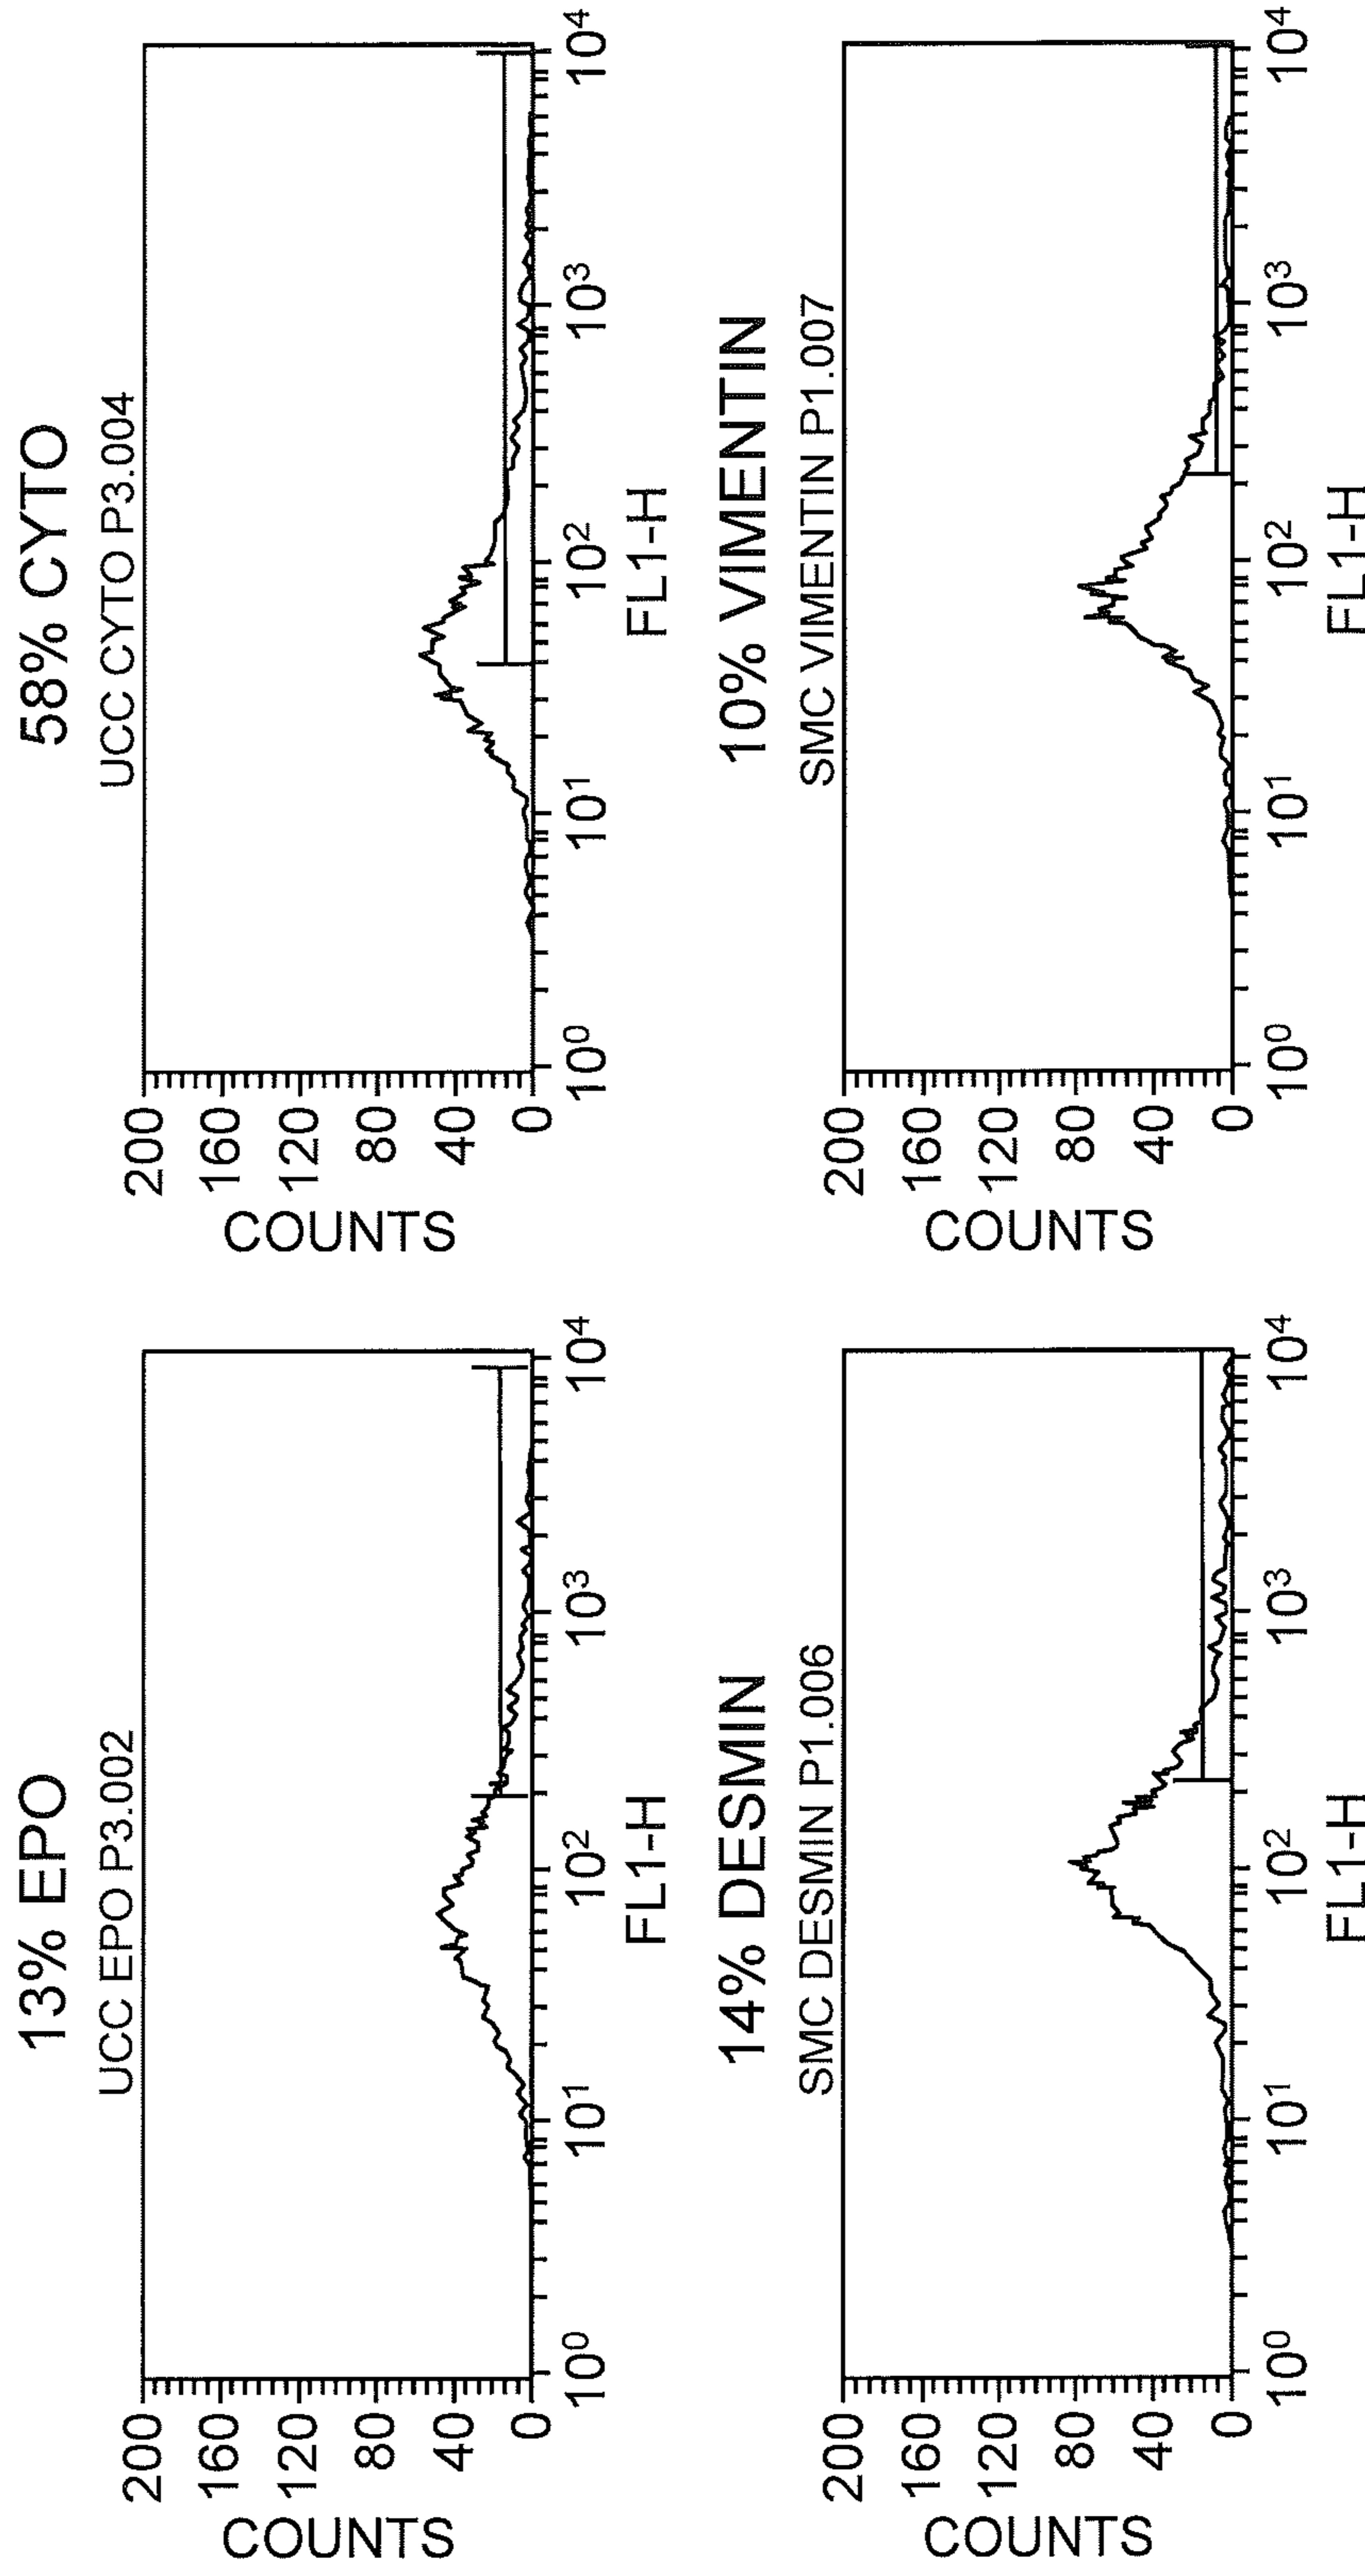 13% EPO
UCC EPO P3.002
200
160
120
80
40
0
COUNTS
10⁰ 10¹ 10² 10³ 10⁴
FL1-H
58% CYTO
UCC CYTO P3.004
200
160
120
80
40
0
COUNTS
10⁰ 10¹ 10² 10³ 10⁴
FL1-H
14% DESMIN
SMC DESMIN P1.006
200
160
120
80
40
0
COUNTS
10⁰ 10¹ 10² 10³ 10⁴
FL1-H
10% VIMENTIN
SMC VIMENTIN P1.007
200
160
120
80
40
0
COUNTS
10⁰ 10¹ 10² 10³ 10⁴
FL1-H